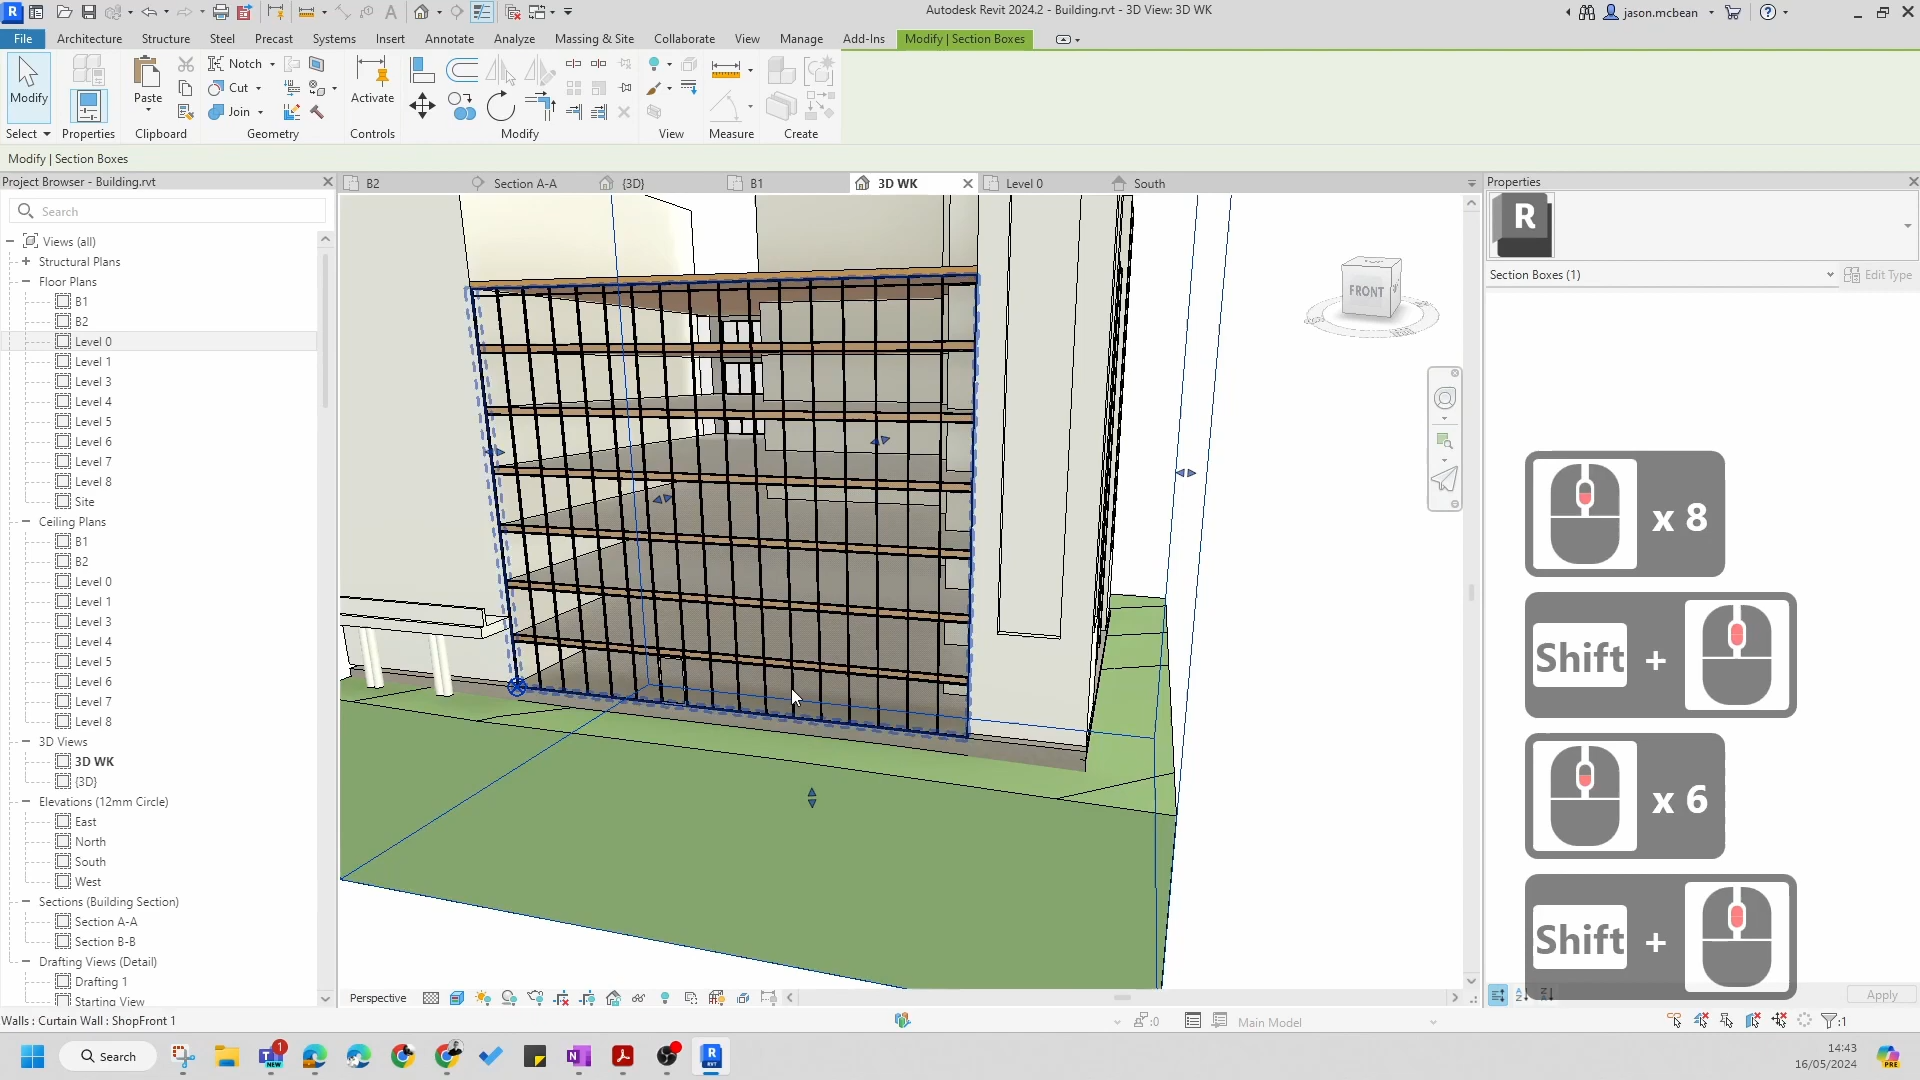 R
Autodesk Revit 2024.2 - Building.rvt - 3D View: 3D WK
jason.mcbean
File Architecture Structure Steel Precast Systems Insert Annotate Analyze Massing & Site Collaborate View Manage Add-Ins Modify | Section Boxes
Modify
Paste
Notch
Cut
Join
Activate
Select Properties Clipboard Geometry Controls Modify View Measure Create
Modify | Section Boxes
Project Browser - Building.rvt
B2 Section A-A {3D} B1 3D WK Level 0 South
Properties
Search
R
Views (all)
Structural Plans
Floor Plans
B1
B2
Level 0
Level 1
Level 3
Level 4
Level 5
Level 6
Level 7
Level 8
Site
Ceiling Plans
B1
B2
Level 0
Level 1
Level 3
Level 4
Level 5
Level 6
Level 7
Level 8
3D Views
3D WK
{3D}
Elevations (12mm Circle)
East
North
South
West
Sections (Building Section)
Section A-A
Section B-B
Drafting Views (Detail)
Drafting 1
Starting View
FRONT
Section Boxes (1)
Edit Type
x 8
Shift +
x 6
Shift +
Perspective
Apply
Walls : Curtain Wall : ShopFront 1
:0
Main Model
:1
Search
1
NEW
R
RVT
14:43
16/05/2024
PRE